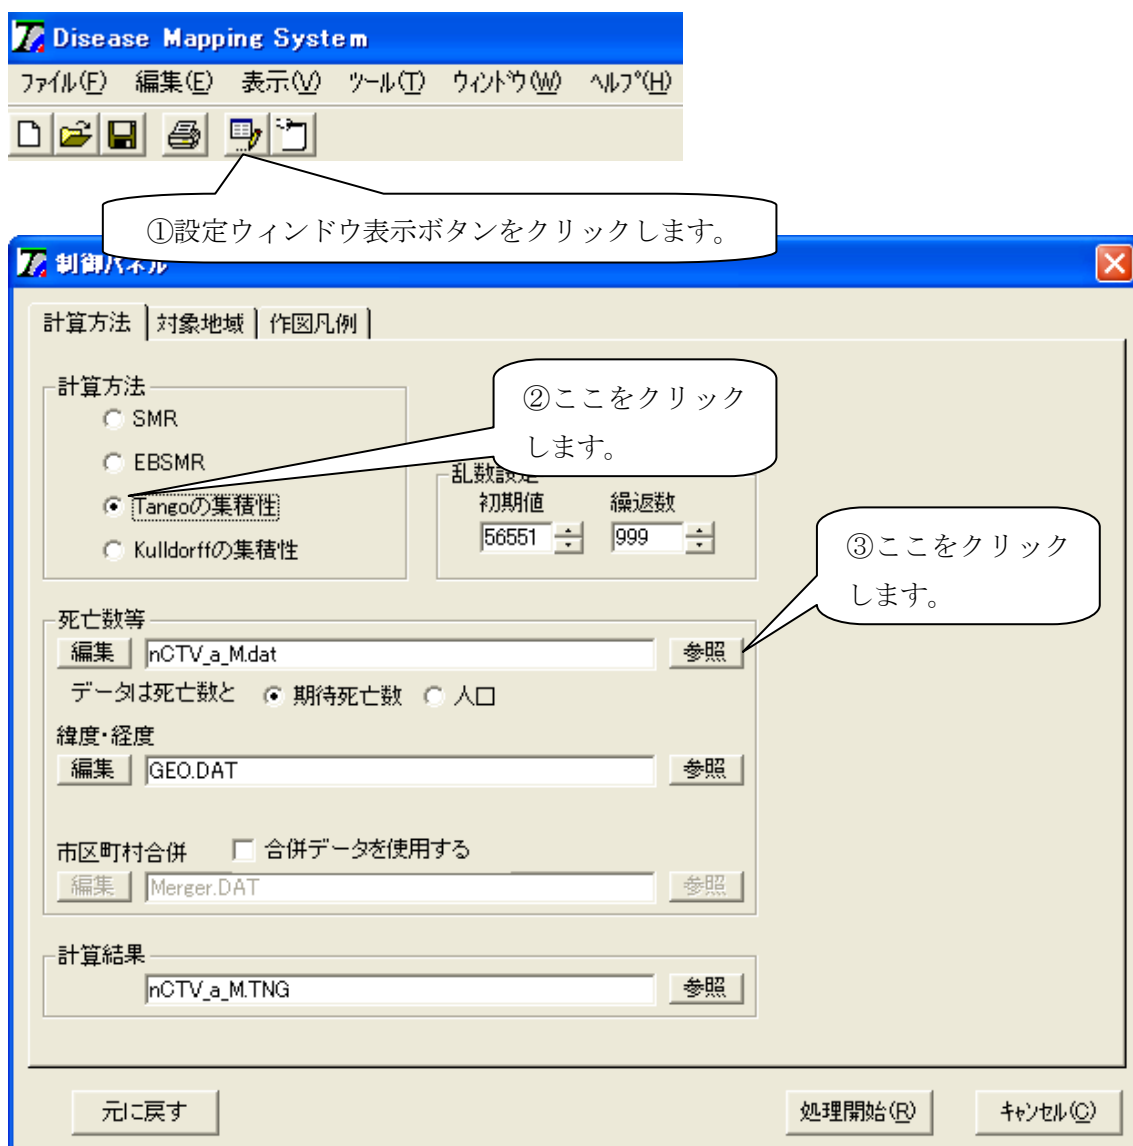 Disease Mapping System
ファイル(F) 編集(E) 表示(V) ツール(T) ウィンドウ(W) ヘルプ(H)
①設定ウィンドウ表示ボタンをクリックします。
制御パネル
計算方法 対象地域 作図凡例
計算方法
②ここをクリック
します。
SMR
EBSMR
Tangoの集積性
Kulldorffの集積性
乱数設定
初期値 繰返数
56551 999
③ここをクリック
します。
死亡数等
編集 nCTV_a_M.dat 参照
データは死亡数と 期待死亡数 人口
緯度・経度
編集 GEO.DAT 参照
市区町村合併 合併データを使用する
編集 Merger.DAT 参照
計算結果
nCTV_a_M.TNG 参照
元に戻す 処理開始(R) キャンセル(C)